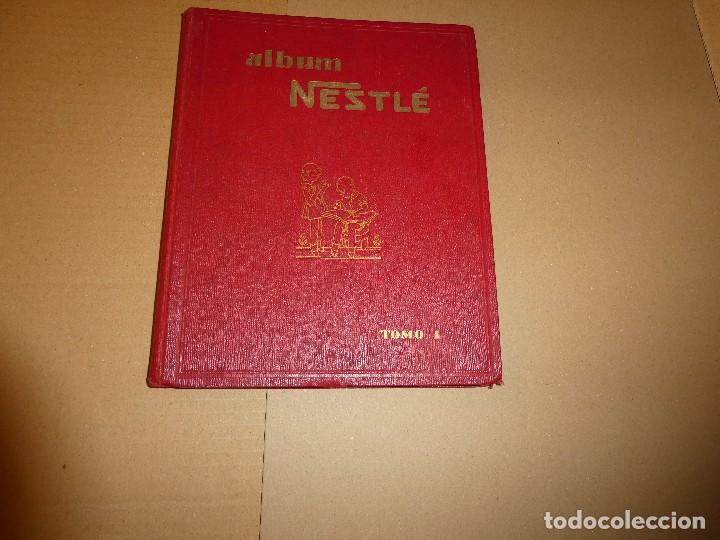 album
NESTLÉ
TOMO 1
todocoleccion